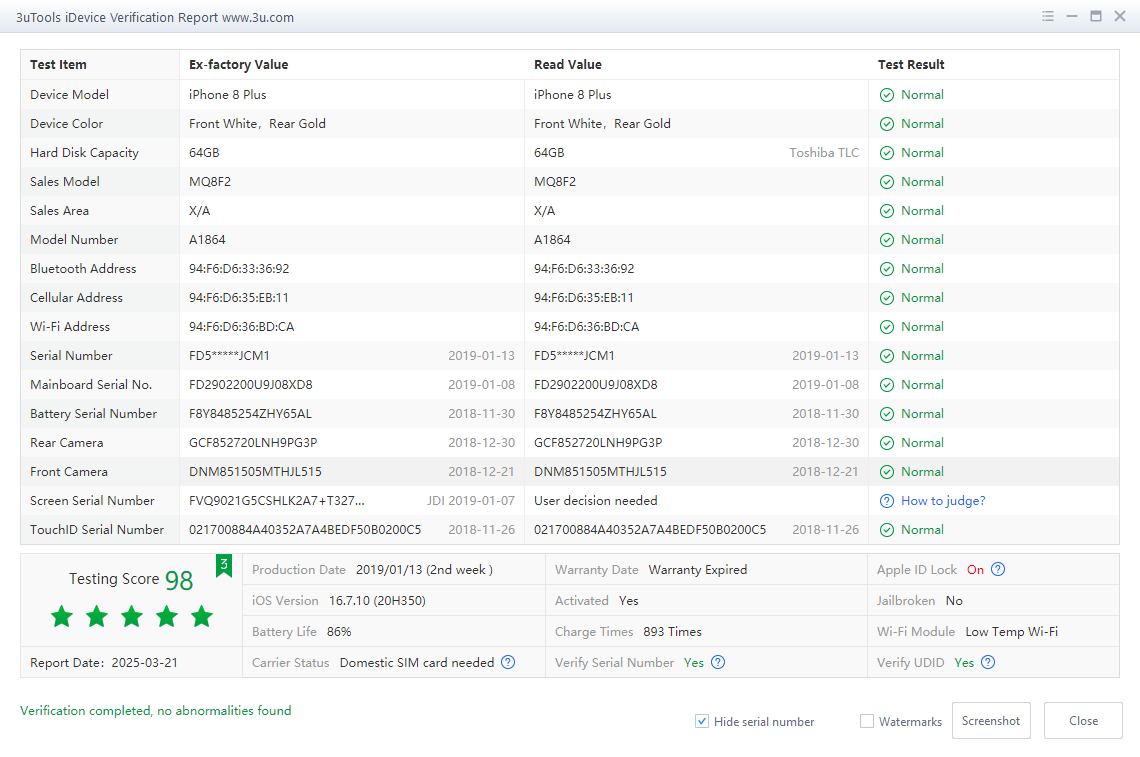 3uTools iDevice Verification Report www.3u.com
Test Item Ex-factory Value Read Value Test Result
Device Model iPhone 8 Plus iPhone 8 Plus Normal
Device Color Front White，Rear Gold Front White，Rear Gold Normal
Hard Disk Capacity 64GB 64GB Toshiba TLC Normal
Sales Model MQ8F2 MQ8F2 Normal
Sales Area X/A X/A Normal
Model Number A1864 A1864 Normal
Bluetooth Address 94:F6:D6:33:36:92 94:F6:D6:33:36:92 Normal
Cellular Address 94:F6:D6:35:EB:11 94:F6:D6:35:EB:11 Normal
Wi-Fi Address 94:F6:D6:36:BD:CA 94:F6:D6:36:BD:CA Normal
Serial Number FD5*****JCM1 2019-01-13 FD5*****JCM1 2019-01-13 Normal
Mainboard Serial No. FD2902200U9J08XD8 2019-01-08 FD2902200U9J08XD8 2019-01-08 Normal
Battery Serial Number F8Y8485254ZHY65AL 2018-11-30 F8Y8485254ZHY65AL 2018-11-30 Normal
Rear Camera GCF852720LNH9PG3P 2018-12-30 GCF852720LNH9PG3P 2018-12-30 Normal
Front Camera DNM851505MTHJL515 2018-12-21 DNM851505MTHJL515 2018-12-21 Normal
Screen Serial Number FVQ9021G5CSHLK2A7+T327... JDI 2019-01-07 User decision needed How to judge?
TouchID Serial Number 021700884A40352A7A4BEDF50B0200C5 2018-11-26 021700884A40352A7A4BEDF50B0200C5 2018-11-26 Normal
Testing Score 98 3
Production Date 2019/01/13 (2nd week ) Warranty Date Warranty Expired Apple ID Lock On
iOS Version 16.7.10 (20H350) Activated Yes Jailbroken No
Battery Life 86% Charge Times 893 Times Wi-Fi Module Low Temp Wi-Fi
Report Date: 2025-03-21 Carrier Status Domestic SIM card needed Verify Serial Number Yes Verify UDID Yes
Verification completed, no abnormalities found
Hide serial number Watermarks Screenshot Close